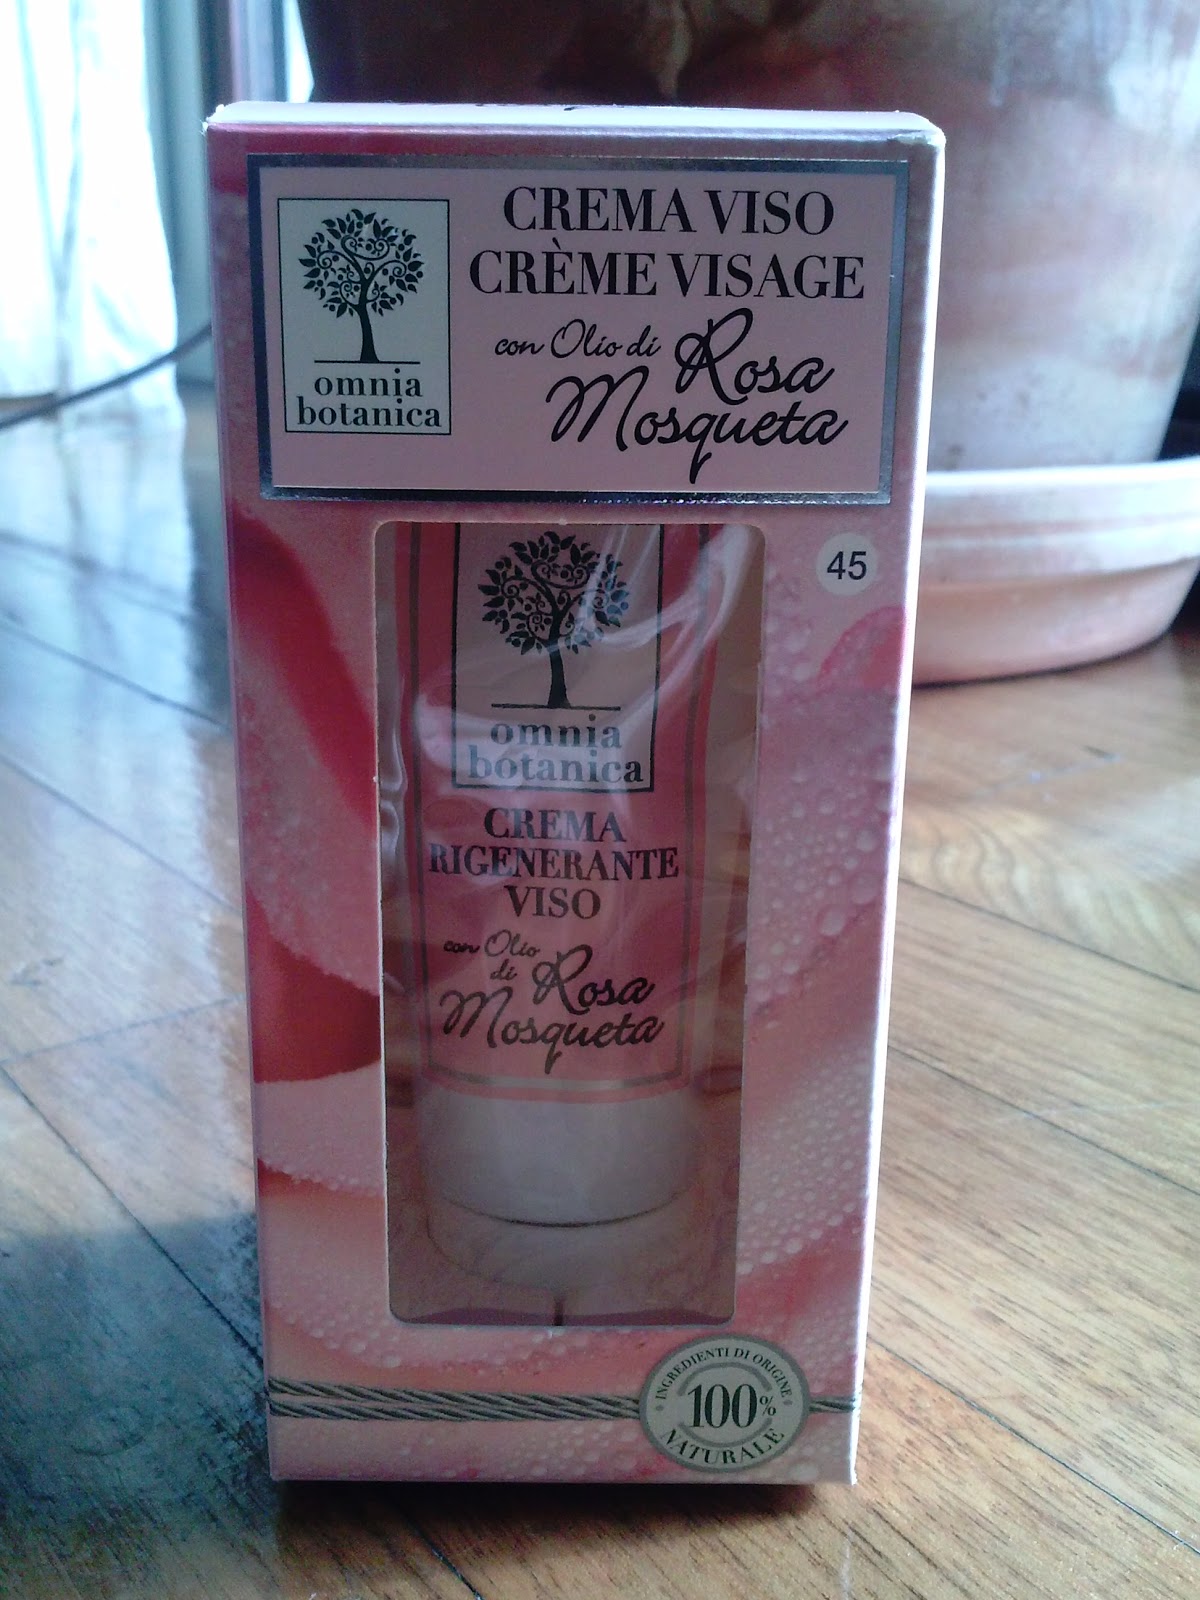 CREMA VISO
CRÈME VISAGE
con Olio di Rosa
Mosqueta
omnia
botanica
45
omnia
botanica
CREMA
RIGENERANTE
VISO
con Olio
di Rosa
Mosqueta
INGREDIENTI DI ORIGINE
100%
NATURALE